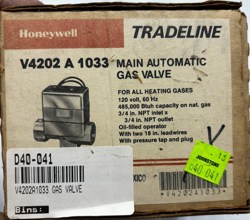 Honeywell
TRADELINE
V4202 A 1033
MAIN AUTOMATIC
GAS VALVE
FOR ALL HEATING GASES
120 volt, 60 Hz
485,000 Btuh capacity on nat. gas
3/4 in. NPT inlet x
3/4 in. NPT outlet
Oil-filled operator
With two 16 in. leadwires
With pressure tap and plug
D40-041
V4202A1033 GAS VALVE
Bins:
JOHNSTONE
D40 041
*V4202A1033*